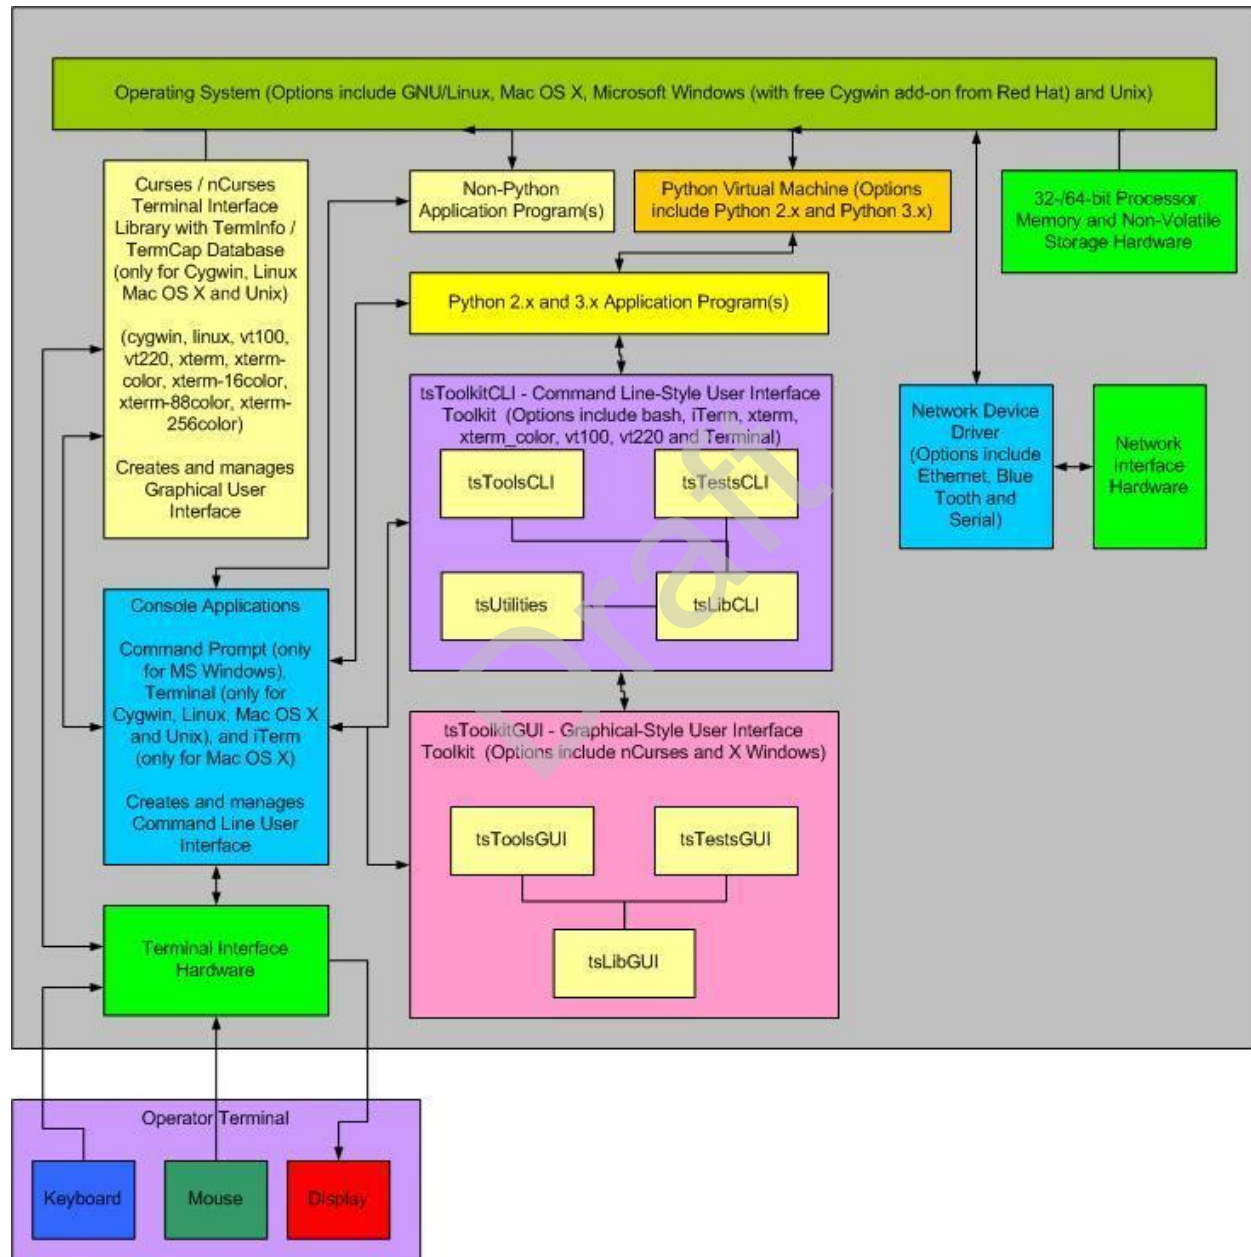 Operating System (Options include GNU/Linux, Mac OS X, Microsoft Windows (with free Cygwin add-on from Red Hat) and Unix)
Curses / nCurses
Terminal Interface
Library with TermInfo /
TermCap Database
(only for Cygwin, Linux
Mac OS X and Unix)
(cygwin, linux, vt100,
vt220, xterm, xterm-
color, xterm-16color,
xterm-88color, xterm-
256color)
Creates and manages
Graphical User
Interface
Non-Python
Application Program(s)
Python Virtual Machine (Options
include Python 2.x and Python 3.x)
32-/64-bit Processor,
Memory and Non-Volatile
Storage Hardware
Python 2.x and 3.x Application Program(s)
tsToolkitCLI - Command Line-Style User Interface
Toolkit (Options include bash, iTerm, xterm,
xterm_color, vt100, vt220 and Terminal)
tsToolsCLI
tsTestsCLI
tsUtilities
tsLibCLI
Network Device
Driver
(Options include
Ethernet, Blue
Tooth and
Serial)
Network
Interface
Hardware
Console Applications
Command Prompt (only
for MS Windows),
Terminal (only for
Cygwin, Linux, Mac OS X
and Unix), and iTerm
(only for Mac OS X)
Creates and manages
Command Line User
Interface
tsToolkitGUI - Graphical-Style User Interface
Toolkit (Options include nCurses and X Windows)
tsToolsGUI
tsTestsGUI
tsLibGUI
Terminal Interface
Hardware
Operator Terminal
Keyboard
Mouse
Display
Draft